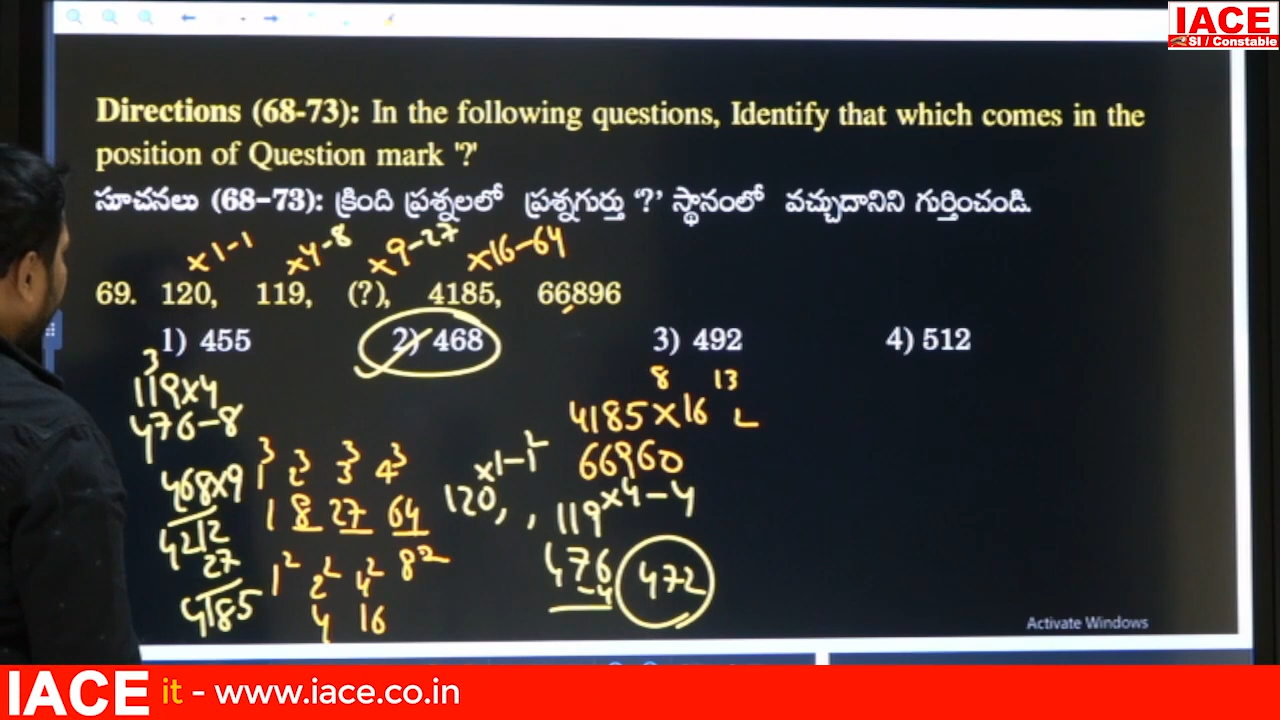 IACE
SI / Constable
Directions (68-73): In the following questions, Identify that which comes in the
position of Question mark '?'
సూచనలు (68-73): క్రింది ప్రశ్నలలో ప్రశ్నగుర్తు '?' స్థానంలో వచ్చుదానిని గుర్తించండి.
×1-1 ×4-8 ×9-27 ×16-64
69. 120, 119, (?), 4185, 66896
1) 455 2) 468 3) 492 4) 512
3
119×4
476-8
468×9
4212
27
4185
1³ 2³ 3³ 4³
1 8 27 64
1² 2² 4² 8²
4 16
120, ×1-1²
, 119 ×4-4
476
-4
472
8 13
4185×16
66960
Activate Windows
IACE it - www.iace.co.in